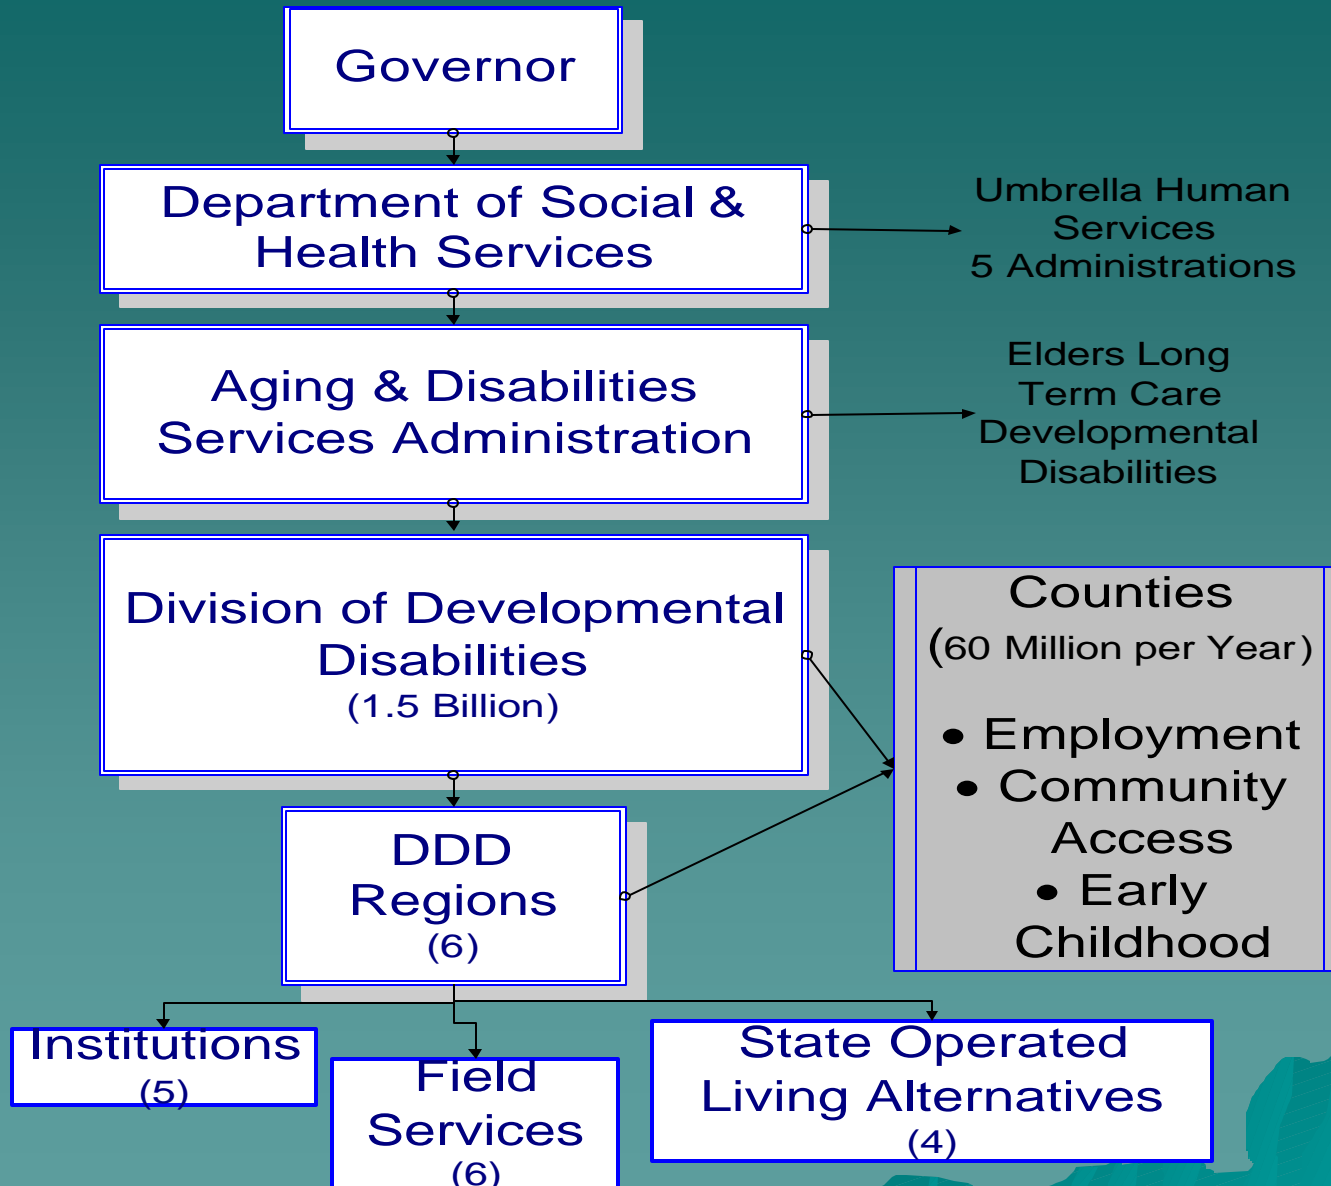 Governor
Department of Social &
Health Services
Umbrella Human
Services
5 Administrations
Aging & Disabilities
Services Administration
Elders Long
Term Care
Developmental
Disabilities
Division of Developmental
Disabilities
(1.5 Billion)
Counties
(60 Million per Year)
• Employment
• Community
Access
• Early
Childhood
DDD
Regions
(6)
Institutions
(5)
Field
Services
(6)
State Operated
Living Alternatives
(4)